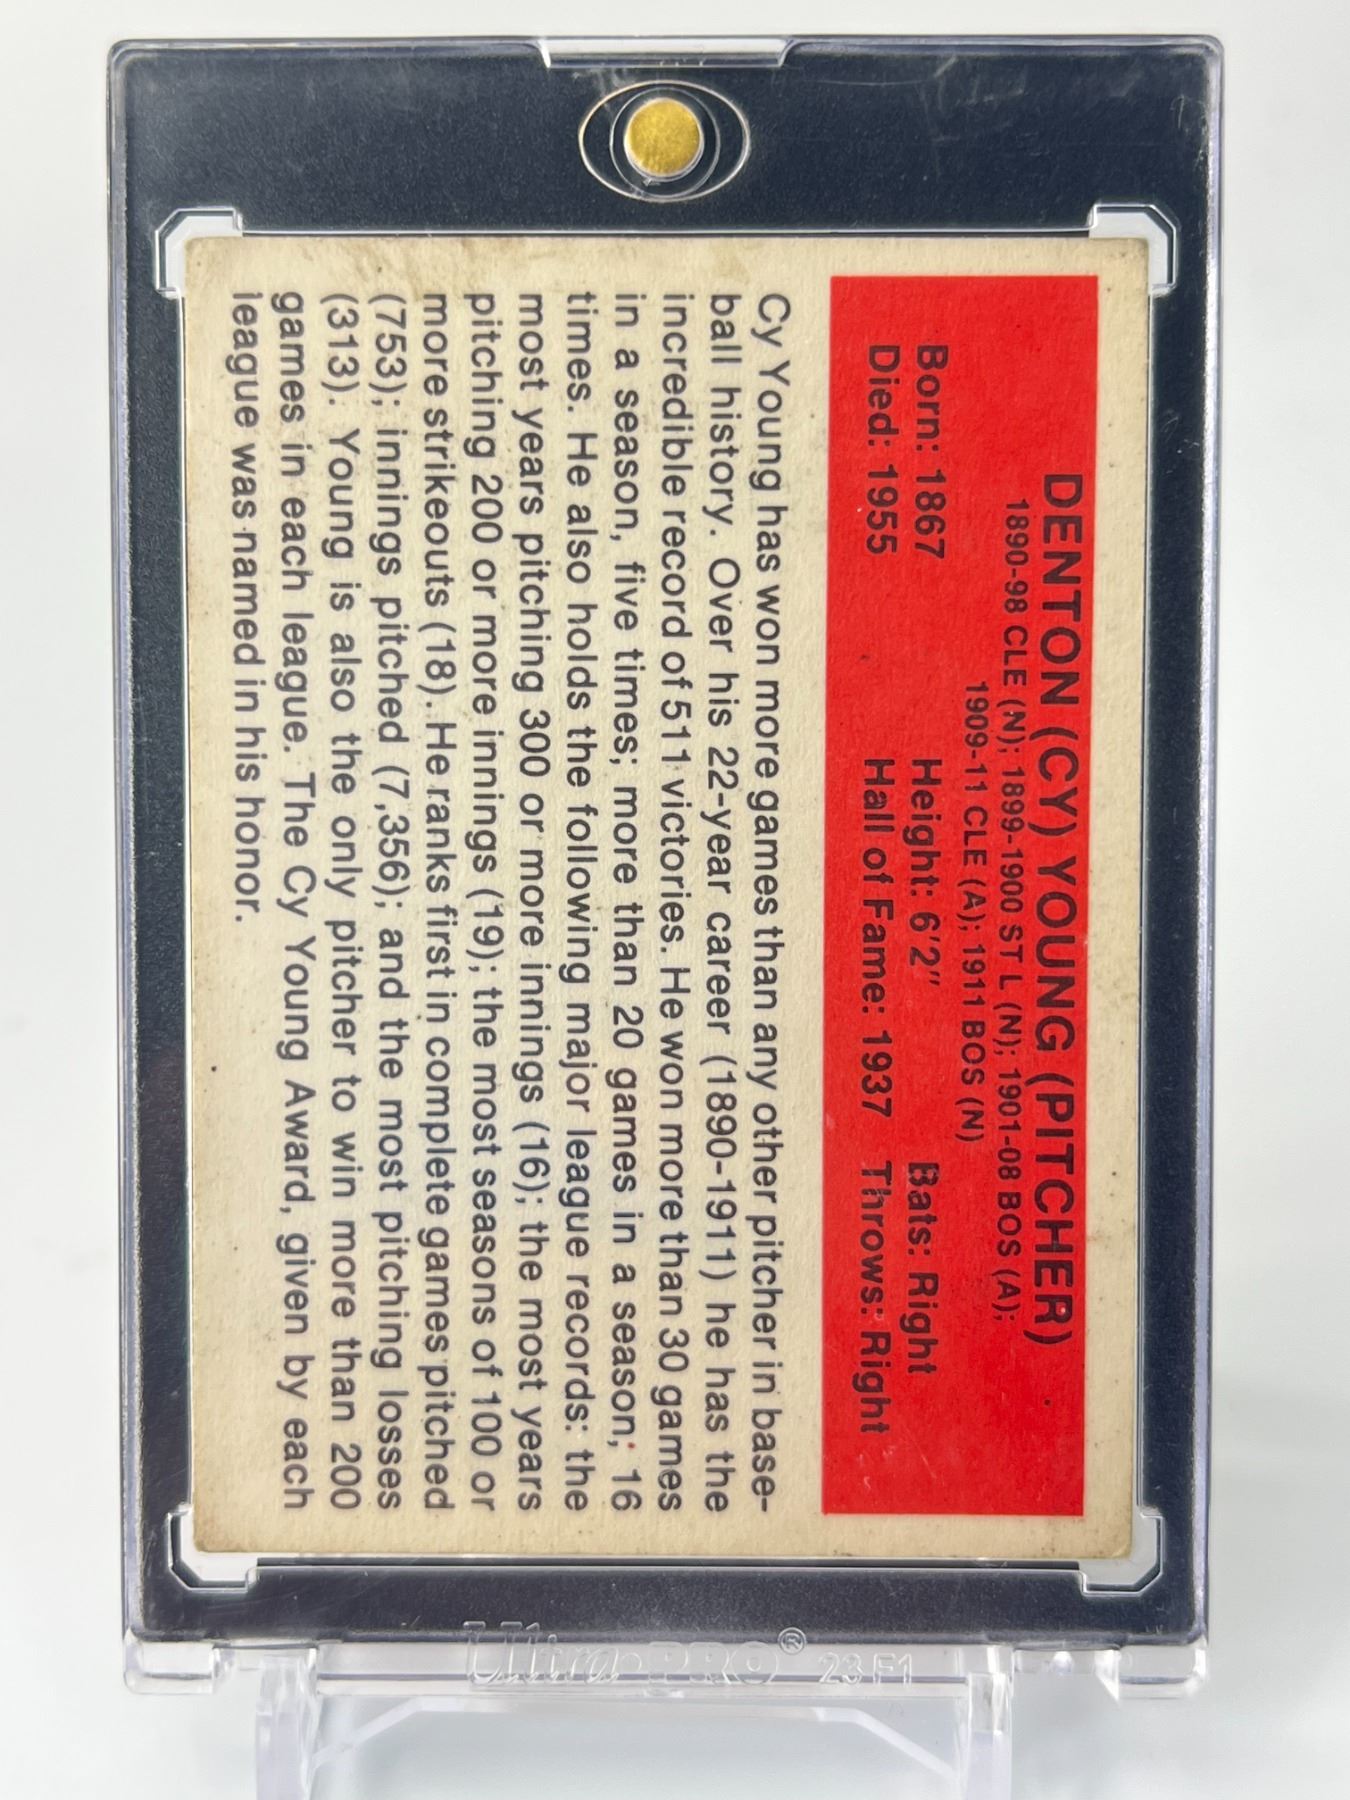 DENTON (CY) YOUNG (PITCHER)
1890-98 CLE (N); 1899-1900 ST L (N); 1901-08 BOS (A);
1909-11 CLE (A); 1911 BOS (N)
Born: 1867 Height: 6'2" Bats: Right
Died: 1955 Hall of Fame: 1937 Throws: Right
Cy Young has won more games than any other pitcher in base-
ball history. Over his 22-year career (1890-1911) he has the
incredible record of 511 victories. He won more than 30 games
in a season, five times; more than 20 games in a season, 16
times. He also holds the following major league records: the
most years pitching 300 or more innings (16); the most years
pitching 200 or more innings (19); the most seasons of 100 or
more strikeouts (18). He ranks first in complete games pitched
(753); innings pitched (7,356); and the most pitching losses
(313). Young is also the only pitcher to win more than 200
games in each league. The Cy Young Award, given by each
league was named in his honor.
Ultra·PRO® 23F1